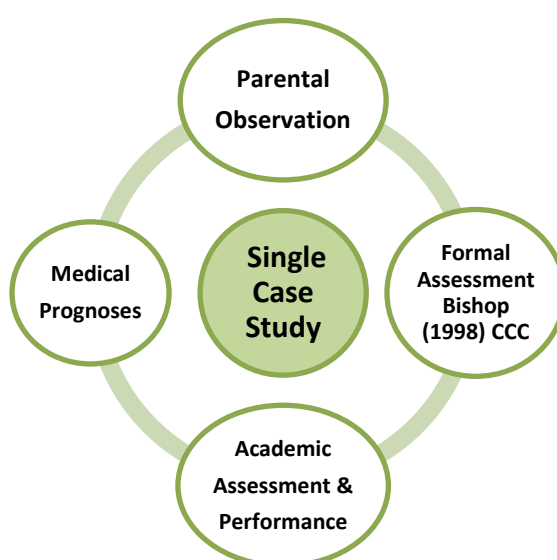 Parental
Observation
Medical
Prognoses
Single
Case
Study
Formal
Assessment
Bishop
(1998) CCC
Academic
Assessment &
Performance